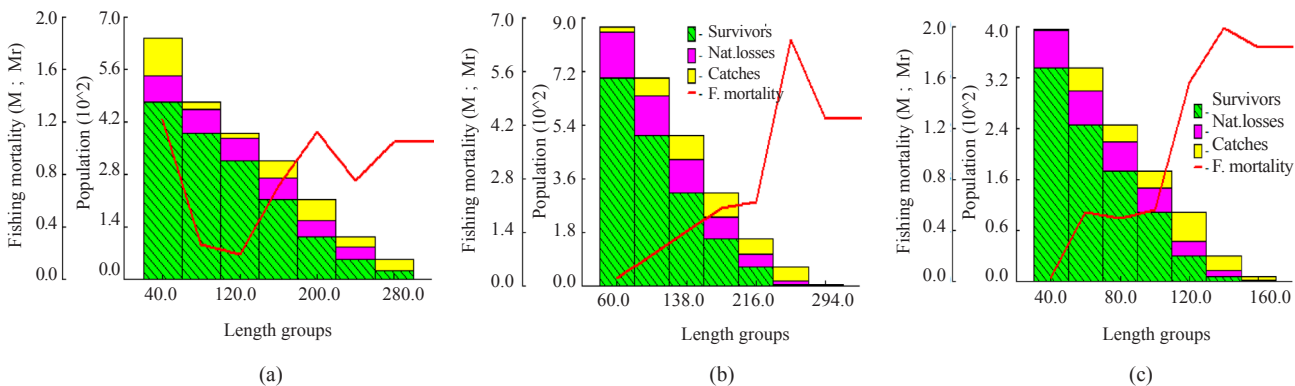 2.0
1.6
1.2
0.8
0.4
0.0
Fishing mortality (M ; Mr)
7.0
5.6
4.2
2.8
1.4
0.0
Population (10^2)
40.0 120.0 200.0 280.0
Length groups
(a)
7.0
5.6
4.2
2.8
1.4
0.0
Fishing mortality (M ; Mr)
9.0
7.2
5.4
3.6
1.8
0.0
Population (10^2)
- Survivors
- Nat.losses
- Catches
- F. mortality
60.0 138.0 216.0 294.0
Length groups
(b)
2.0
1.6
1.2
0.8
0.4
0.0
Fishing mortality (M ; Mr)
4.0
3.2
2.4
1.6
0.8
0.0
Population (10^2)
- Survivors
- Nat.losses
- Catches
- F. mortality
40.0 80.0 120.0 160.0
Length groups
(c)